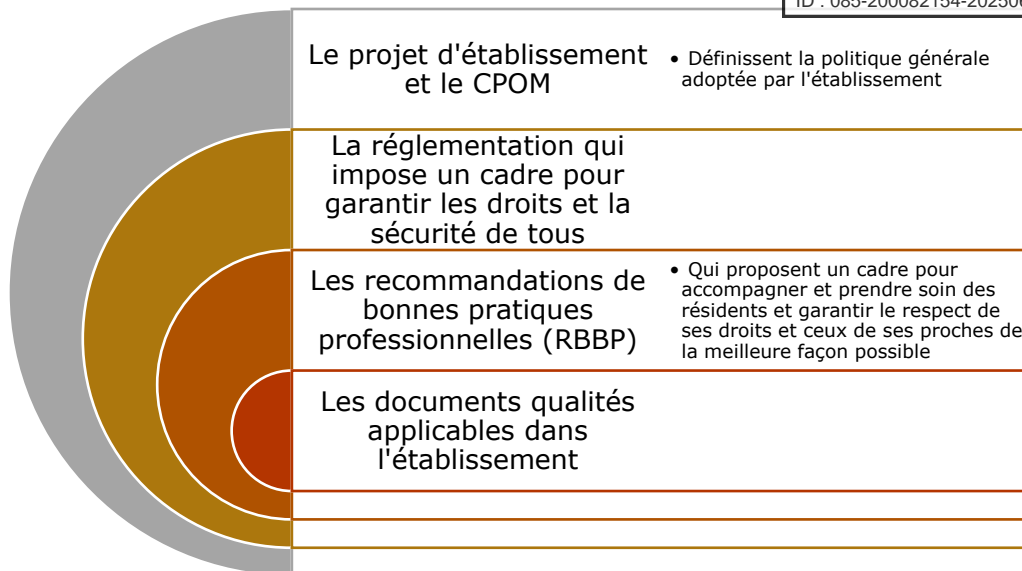 ID : 085-200082154-202506
Le projet d'établissement
et le CPOM
• Définissent la politique générale
adoptée par l'établissement
La réglementation qui
impose un cadre pour
garantir les droits et la
sécurité de tous
Les recommandations de
bonnes pratiques
professionnelles (RBBP)
• Qui proposent un cadre pour
accompagner et prendre soin des
résidents et garantir le respect de
ses droits et ceux de ses proches de
la meilleure façon possible
Les documents qualités
applicables dans
l'établissement